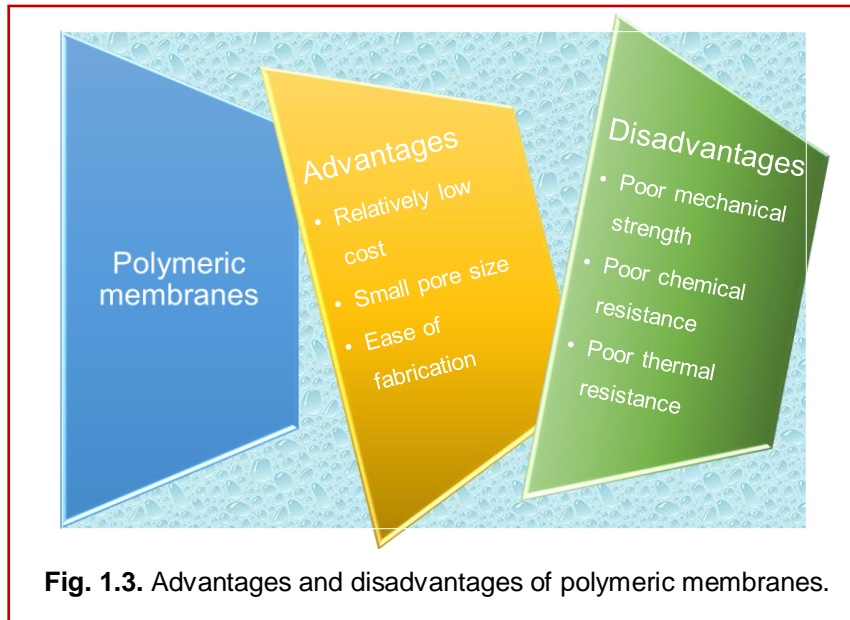 Polymeric
membranes
Advantages
• Relatively low
cost
• Small pore size
• Ease of
fabrication
Disadvantages
• Poor mechanical
strength
• Poor chemical
resistance
• Poor thermal
resistance
Fig. 1.3. Advantages and disadvantages of polymeric membranes.